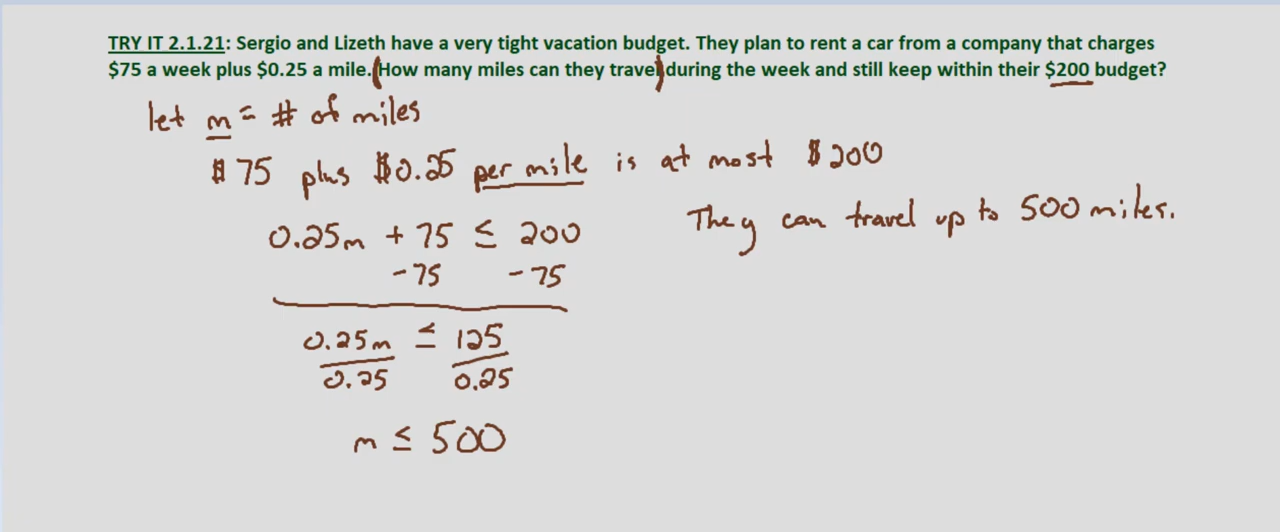 TRY IT 2.1.21: Sergio and Lizeth have a very tight vacation budget. They plan to rent a car from a company that charges
$75 a week plus $0.25 a mile. (How many miles can they travel) during the week and still keep within their $200 budget?
let m = # of miles
$75 plus $0.25 per mile is at most $200
They can travel up to 500 miles.
0.25m + 75 ≤ 200
-75 -75
0.25m ≤ 125
0.25 0.25
m ≤ 500